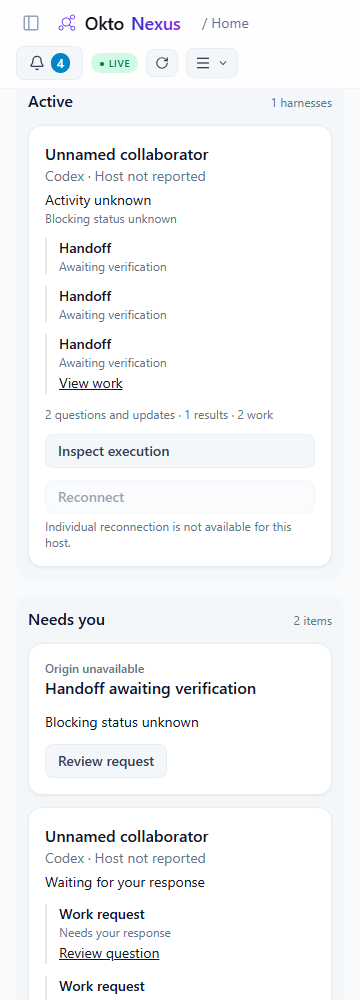 Okto Nexus / Home
4
LIVE
Active
1 harnesses
Unnamed collaborator
Codex · Host not reported
Activity unknown
Blocking status unknown
Handoff
Awaiting verification
Handoff
Awaiting verification
Handoff
Awaiting verification
View work
2 questions and updates · 1 results · 2 work
Inspect execution
Reconnect
Individual reconnection is not available for this
host.
Needs you
2 items
Origin unavailable
Handoff awaiting verification
Blocking status unknown
Review request
Unnamed collaborator
Codex · Host not reported
Waiting for your response
Work request
Needs your response
Review question
Work request